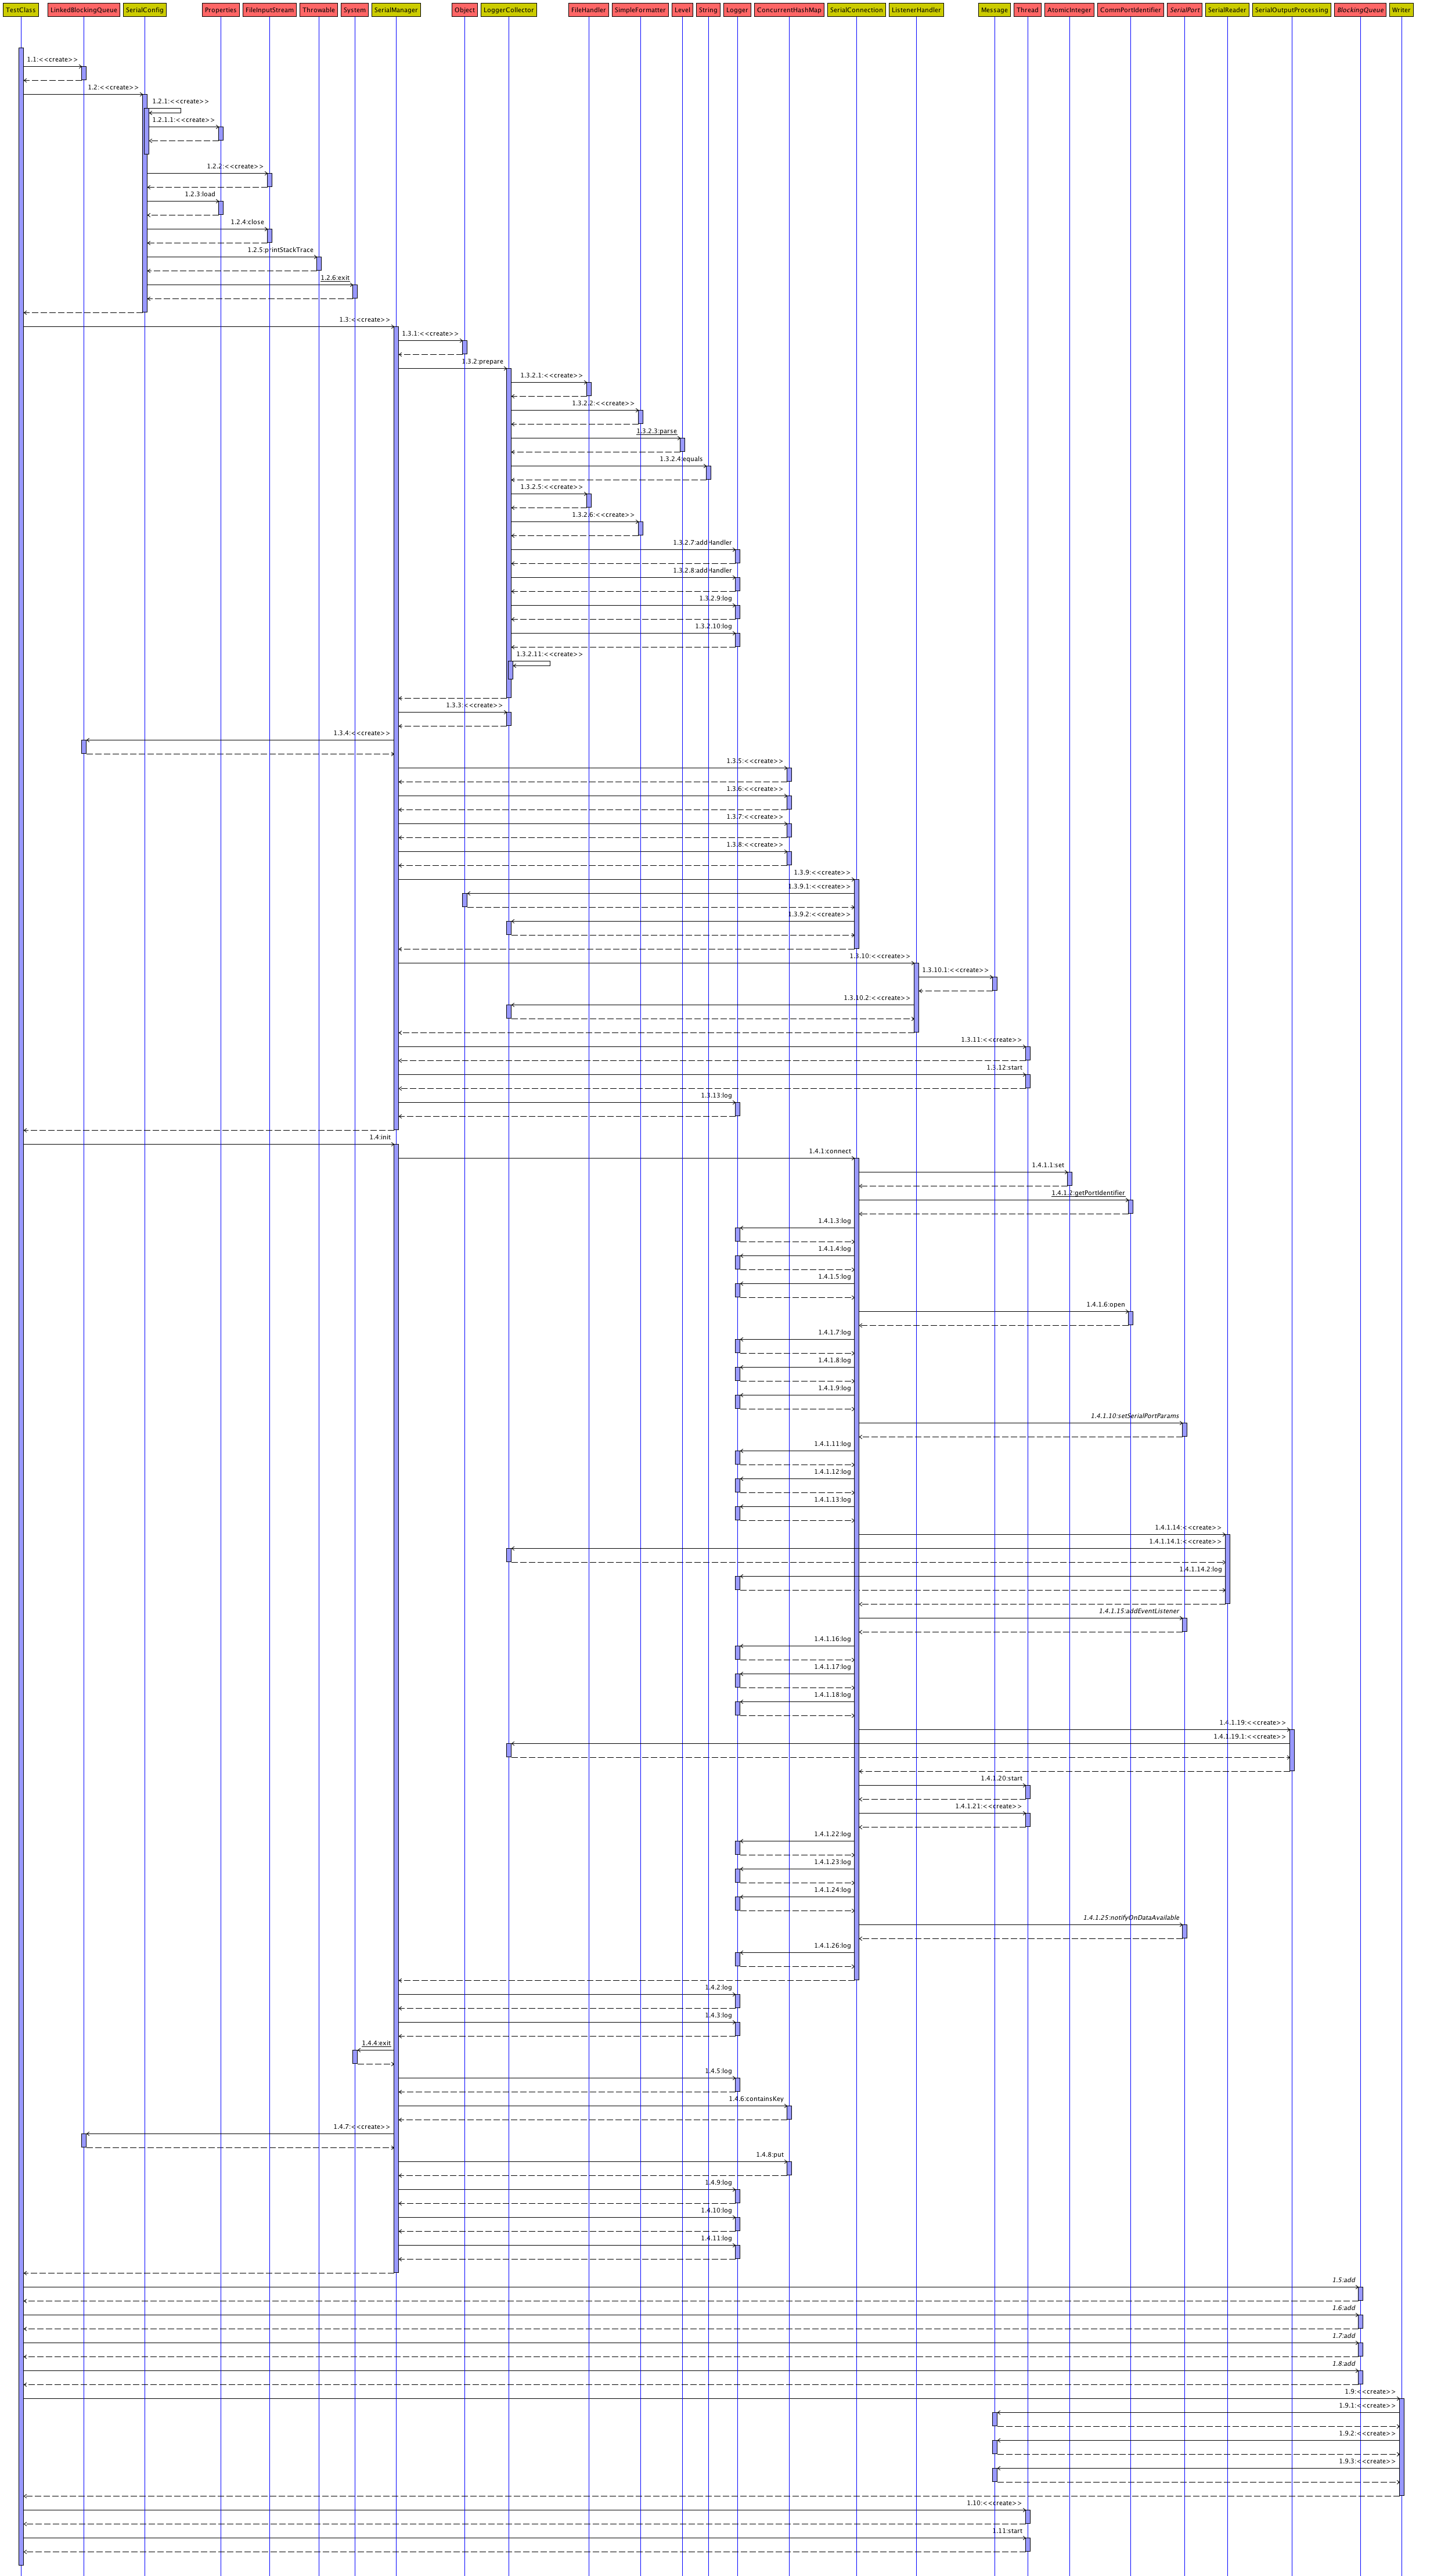 TestClass LinkedBlockingQueue SerialConfig Properties FileInputStream Throwable System SerialManager Object LoggerCollector FileHandler SimpleFormatter Level String Logger ConcurrentHashMap SerialConnection ListenerHandler Message Thread AtomicInteger CommPortIdentifier SerialPort SerialReader SerialOutputProcessing BlockingQueue Writer
1.1:<<create>>
1.2:<<create>>
1.2.1:<<create>>
1.2.1.1:<<create>>
1.2.2:<<create>>
1.2.3:load
1.2.4:close
1.2.5:printStackTrace
1.2.6:exit
1.3:<<create>>
1.3.1:<<create>>
1.3.2:prepare
1.3.2.1:<<create>>
1.3.2.2:<<create>>
1.3.2.3:parse
1.3.2.4:equals
1.3.2.5:<<create>>
1.3.2.6:<<create>>
1.3.2.7:addHandler
1.3.2.8:addHandler
1.3.2.9:log
1.3.2.10:log
1.3.2.11:<<create>>
1.3.3:<<create>>
1.3.4:<<create>>
1.3.5:<<create>>
1.3.6:<<create>>
1.3.7:<<create>>
1.3.8:<<create>>
1.3.9:<<create>>
1.3.9.1:<<create>>
1.3.9.2:<<create>>
1.3.10:<<create>>
1.3.10.1:<<create>>
1.3.10.2:<<create>>
1.3.11:<<create>>
1.3.12:start
1.3.13:log
1.4:init
1.4.1:connect
1.4.1.1:set
1.4.1.2:getPortIdentifier
1.4.1.3:log
1.4.1.4:log
1.4.1.5:log
1.4.1.6:open
1.4.1.7:log
1.4.1.8:log
1.4.1.9:log
1.4.1.10:setSerialPortParams
1.4.1.11:log
1.4.1.12:log
1.4.1.13:log
1.4.1.14:<<create>>
1.4.1.14.1:<<create>>
1.4.1.14.2:log
1.4.1.15:addEventListener
1.4.1.16:log
1.4.1.17:log
1.4.1.18:log
1.4.1.19:<<create>>
1.4.1.19.1:<<create>>
1.4.1.20:start
1.4.1.21:<<create>>
1.4.1.22:log
1.4.1.23:log
1.4.1.24:log
1.4.1.25:notifyOnDataAvailable
1.4.1.26:log
1.4.2:log
1.4.3:log
1.4.4:exit
1.4.5:log
1.4.6:containsKey
1.4.7:<<create>>
1.4.8:put
1.4.9:log
1.4.10:log
1.4.11:log
1.5:add
1.6:add
1.7:add
1.8:add
1.9:<<create>>
1.9.1:<<create>>
1.9.2:<<create>>
1.9.3:<<create>>
1.10:<<create>>
1.11:start